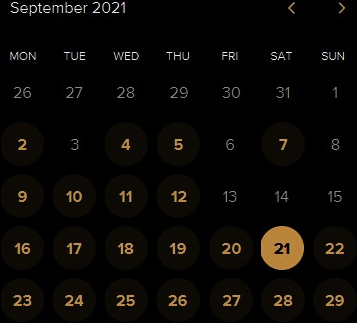 September 2021
MON TUE WED THU FRI SAT SUN
26 27 28 29 30 31 1
2 3 4 5 6 7 8
9 10 11 12 13 14 15
16 17 18 19 20 21 22
23 24 25 26 27 28 29